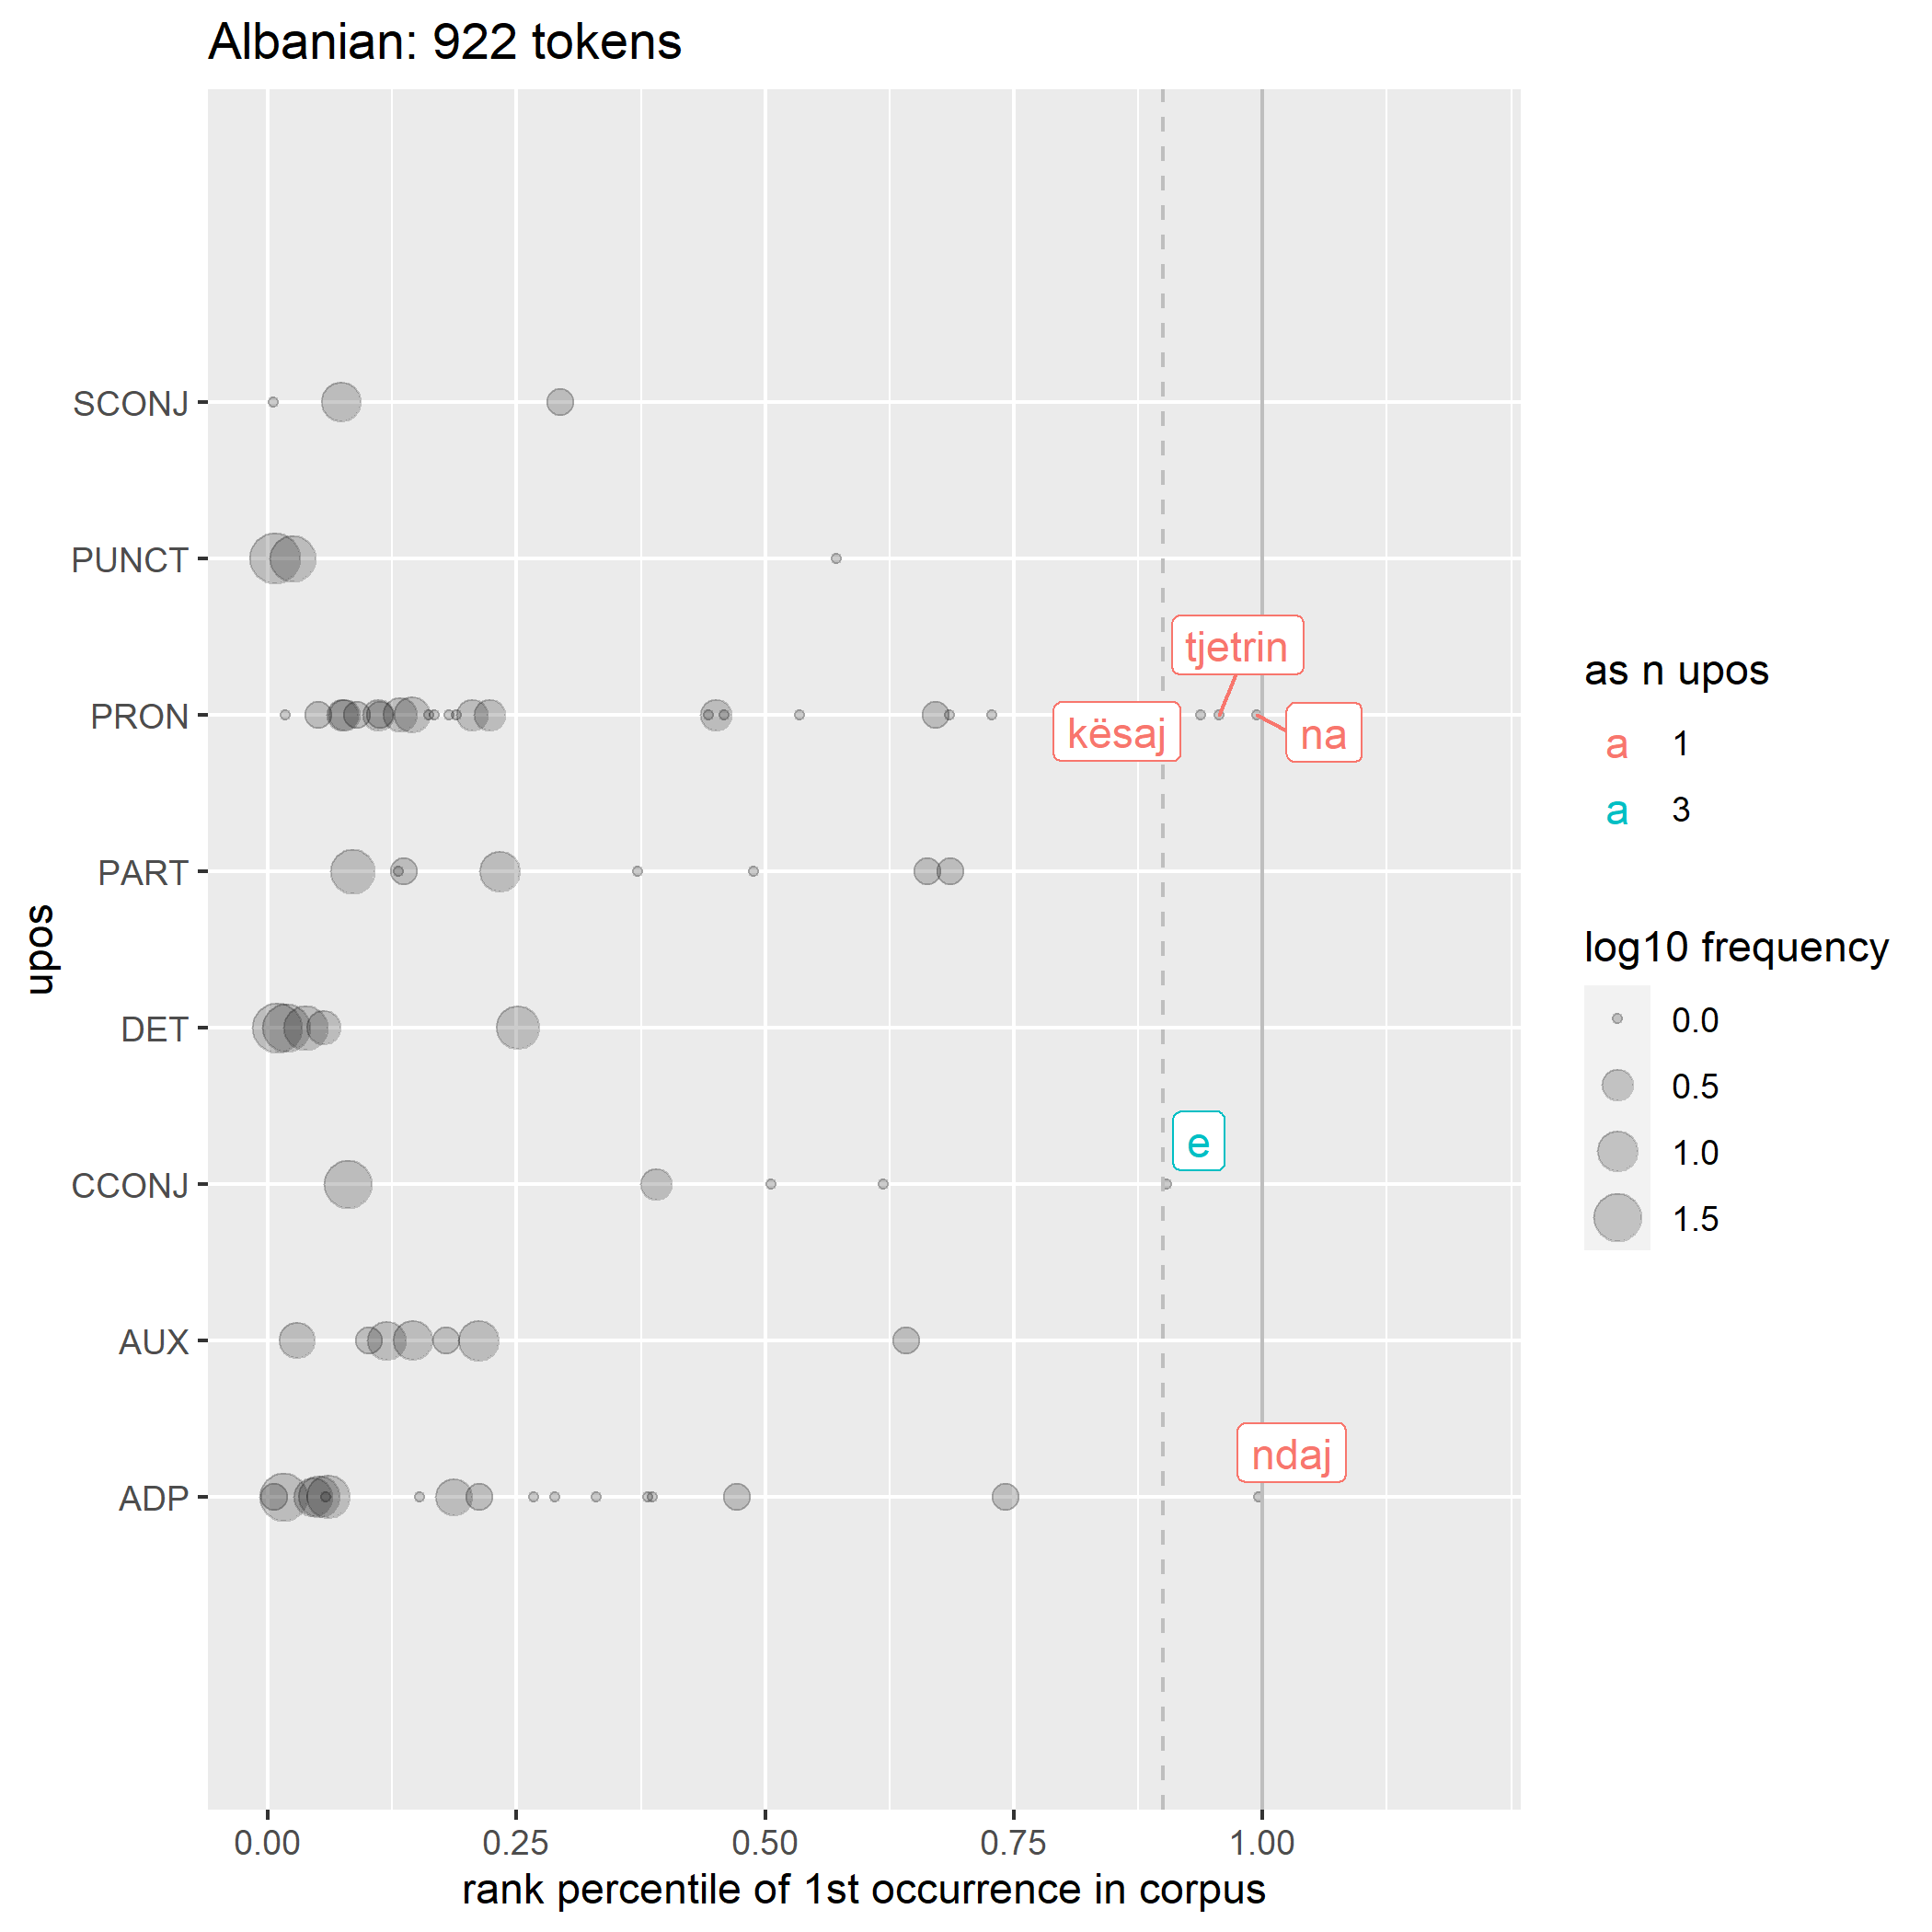 Albanian: 922 tokens
SCONJ
PUNCT
PRON
PART
DET
CCONJ
AUX
ADP
upos
tjetrin
kësaj
na
e
ndaj
0.00
0.25
0.50
0.75
1.00
rank percentile of 1st occurrence in corpus
as n upos
a 1
a 3
log10 frequency
0.0
0.5
1.0
1.5